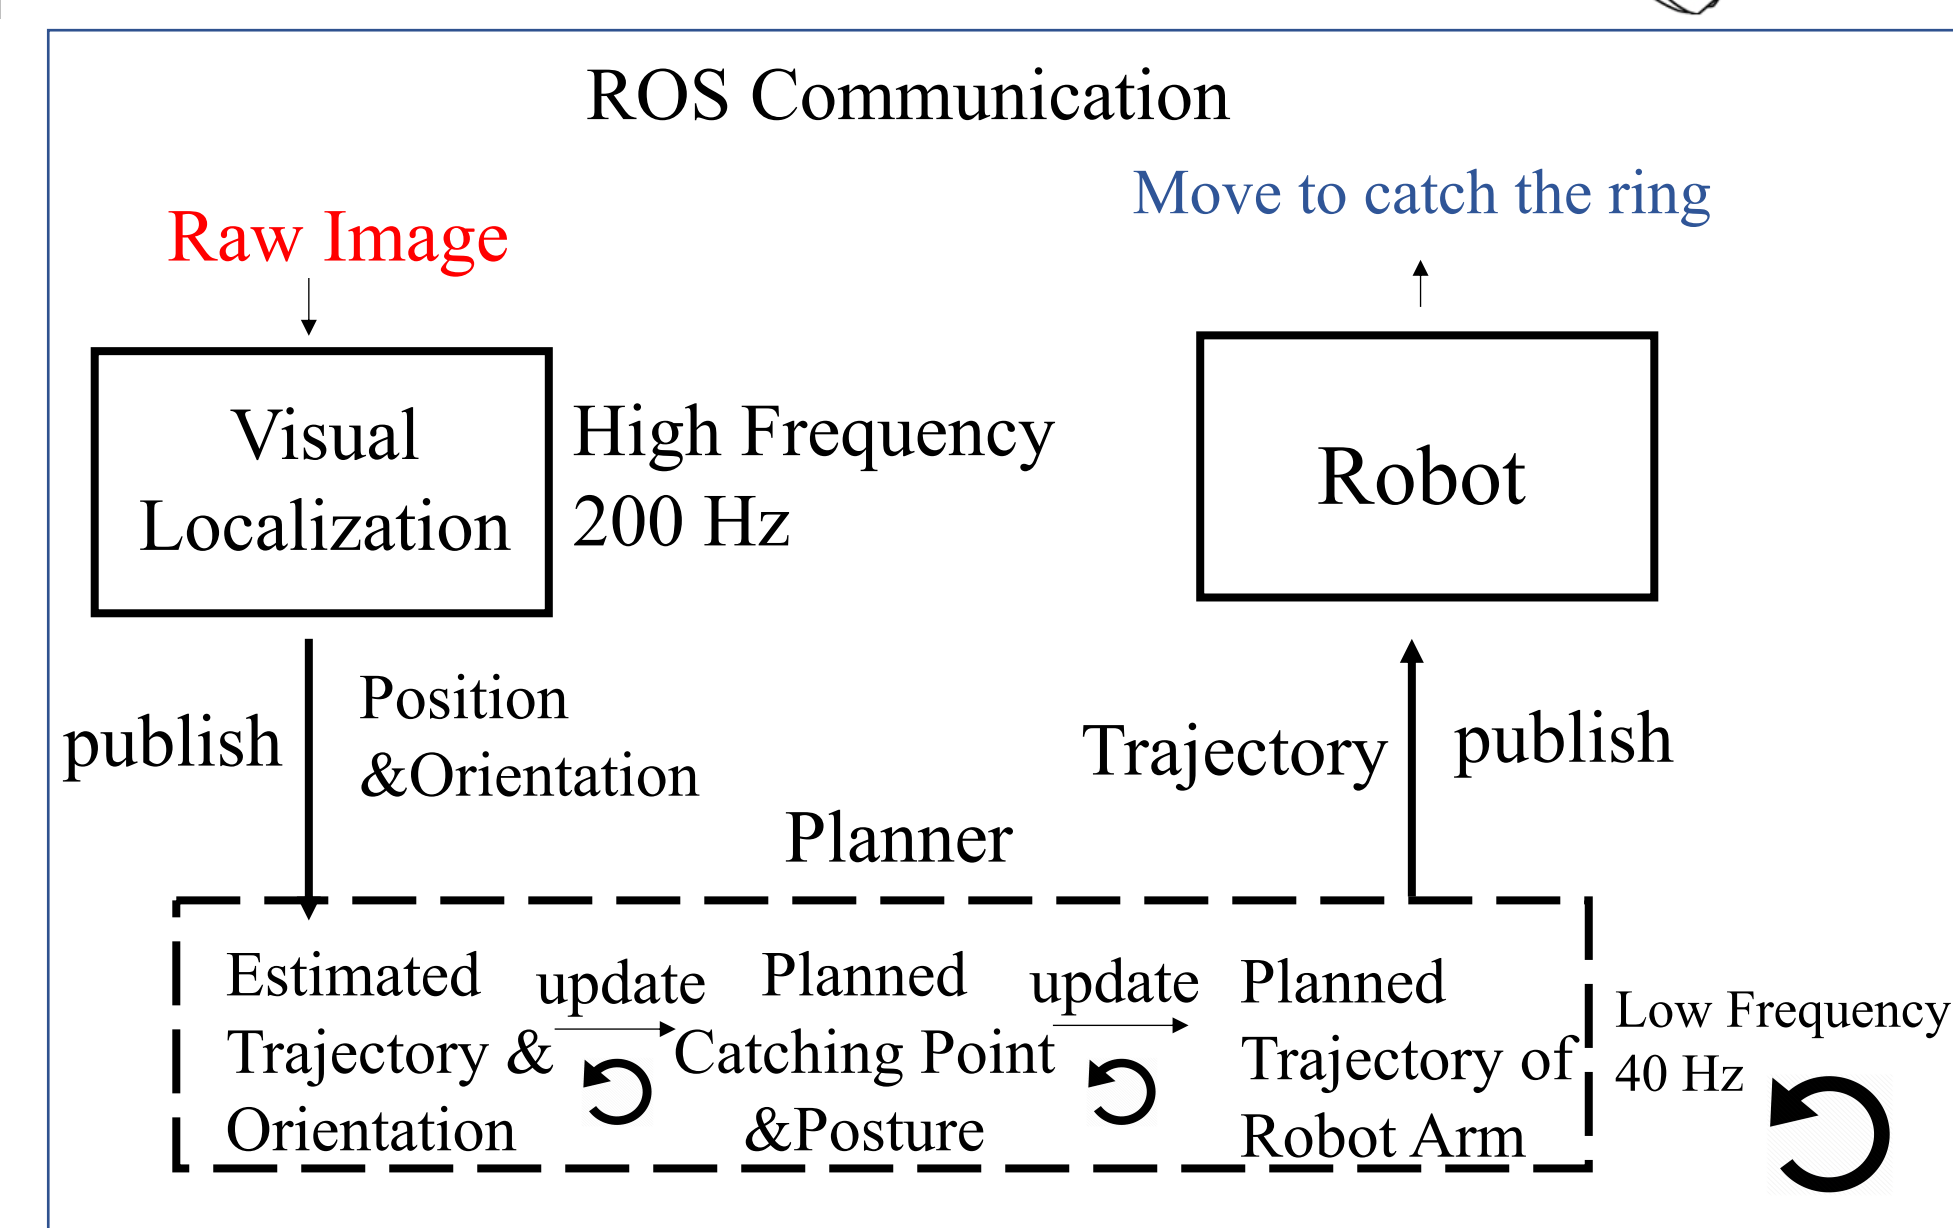 ROS Communication
Raw Image
Move to catch the ring
Visual
Localization
High Frequency
200 Hz
Robot
publish
Position
&Orientation
Trajectory
publish
Planner
Estimated
Trajectory &
Orientation
update
Planned
Catching Point
&Posture
update
Planned
Trajectory of
Robot Arm
Low Frequency
40 Hz